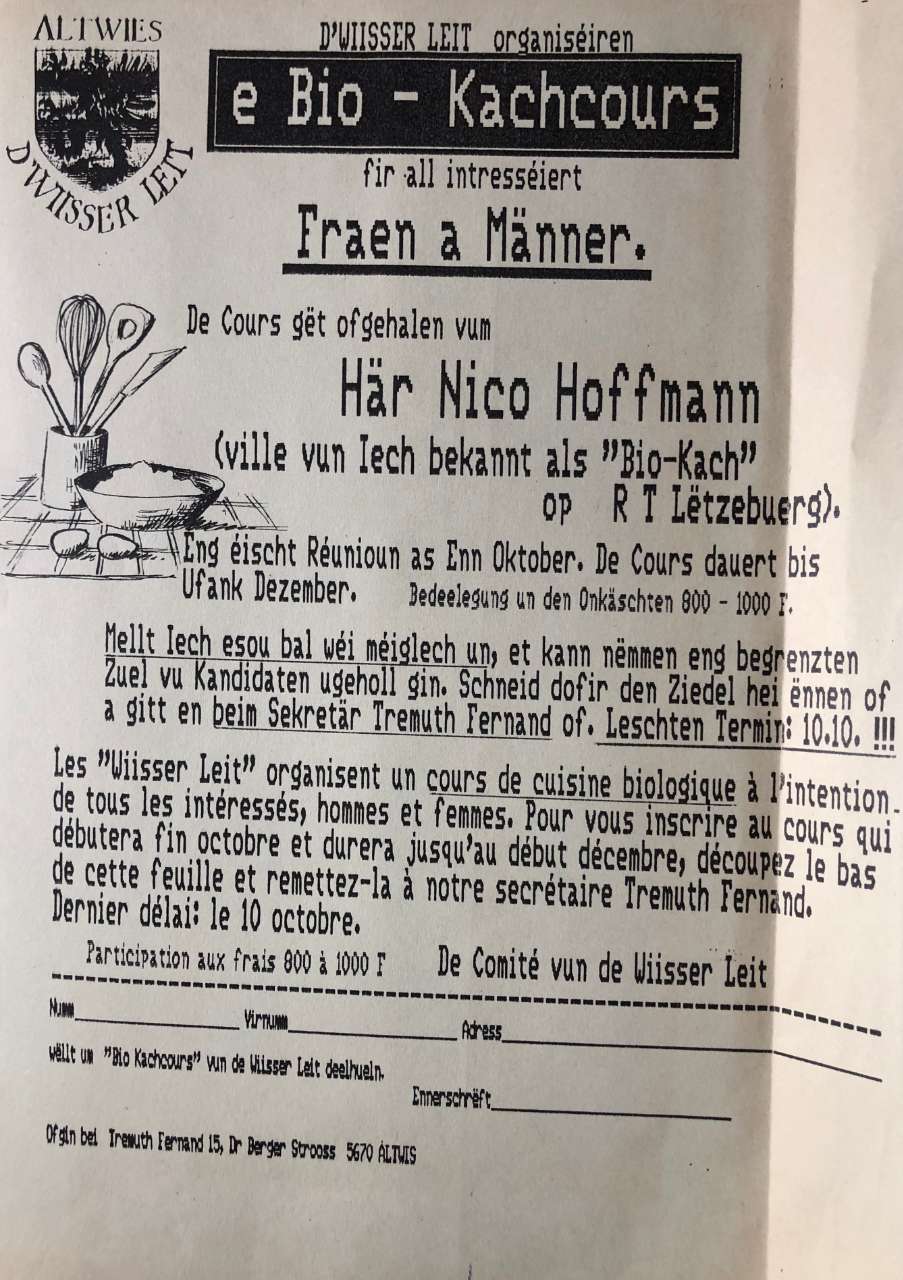 ALTWIES
D'WIISSER LEIT
D'WIISSER LEIT organiséiren
e Bio - Kachcours
fir all intresséiert
Fraen a Männer.
De Cours gët ofgehalen vum
Här Nico Hoffmann
(ville vun Iech bekannt als "Bio-Kach"
op R T Lëtzebuerg).
Eng éischt Réunioun as Enn Oktober. De Cours dauert bis
Ufank Dezember. Bedeelegung un den Onkäschten 800 - 1000 F.
Mellt Iech esou bal wéi méiglech un, et kann nëmmen eng begrenzten
Zuel vu Kandidaten ugeholl gin. Schneid dofir den Ziedel hei ënnen of
a gitt en beim Sekretär Tremuth Fernand of. Leschten Termin: 10.10. !!!
Les "Wiisser Leit" organisent un cours de cuisine biologique à l'intention
de tous les intéressés, hommes et femmes. Pour vous inscrire au cours qui
débutera fin octobre et durera jusqu'au début décembre, découpez le bas
de cette feuille et remettez-la à notre secrétaire Tremuth Fernand.
Dernier délai: le 10 octobre.
Participation aux frais 800 à 1000 F De Comité vun de Wiisser Leit
Numm Virnumm Adress
wëllt um "Bio Kachcours" vun de Wiisser Leit deelhueln.
Ennerschrëft
Ofgin bei Tremuth Fernand 15, Dr Berger Strooss 5670 ALTWIS